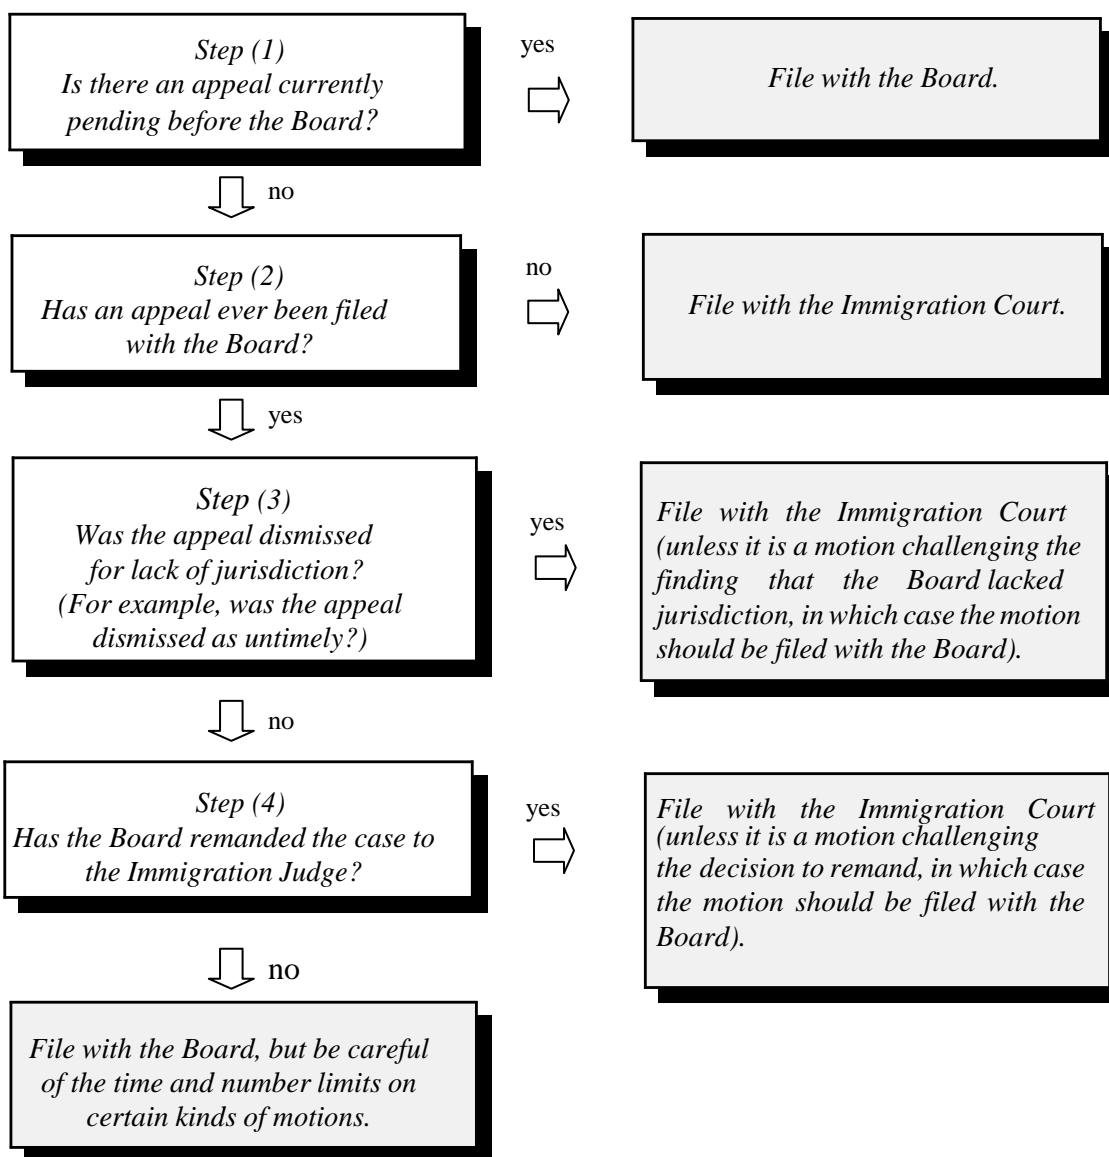 Step (1)
Is there an appeal currently
pending before the Board?
yes
File with the Board.
no
Step (2)
Has an appeal ever been filed
with the Board?
no
File with the Immigration Court.
yes
Step (3)
Was the appeal dismissed
for lack of jurisdiction?
(For example, was the appeal
dismissed as untimely?)
yes
File with the Immigration Court
(unless it is a motion challenging the
finding that the Board lacked
jurisdiction, in which case the motion
should be filed with the Board).
no
Step (4)
Has the Board remanded the case to
the Immigration Judge?
yes
File with the Immigration Court
(unless it is a motion challenging
the decision to remand, in which case
the motion should be filed with the
Board).
no
File with the Board, but be careful
of the time and number limits on
certain kinds of motions.